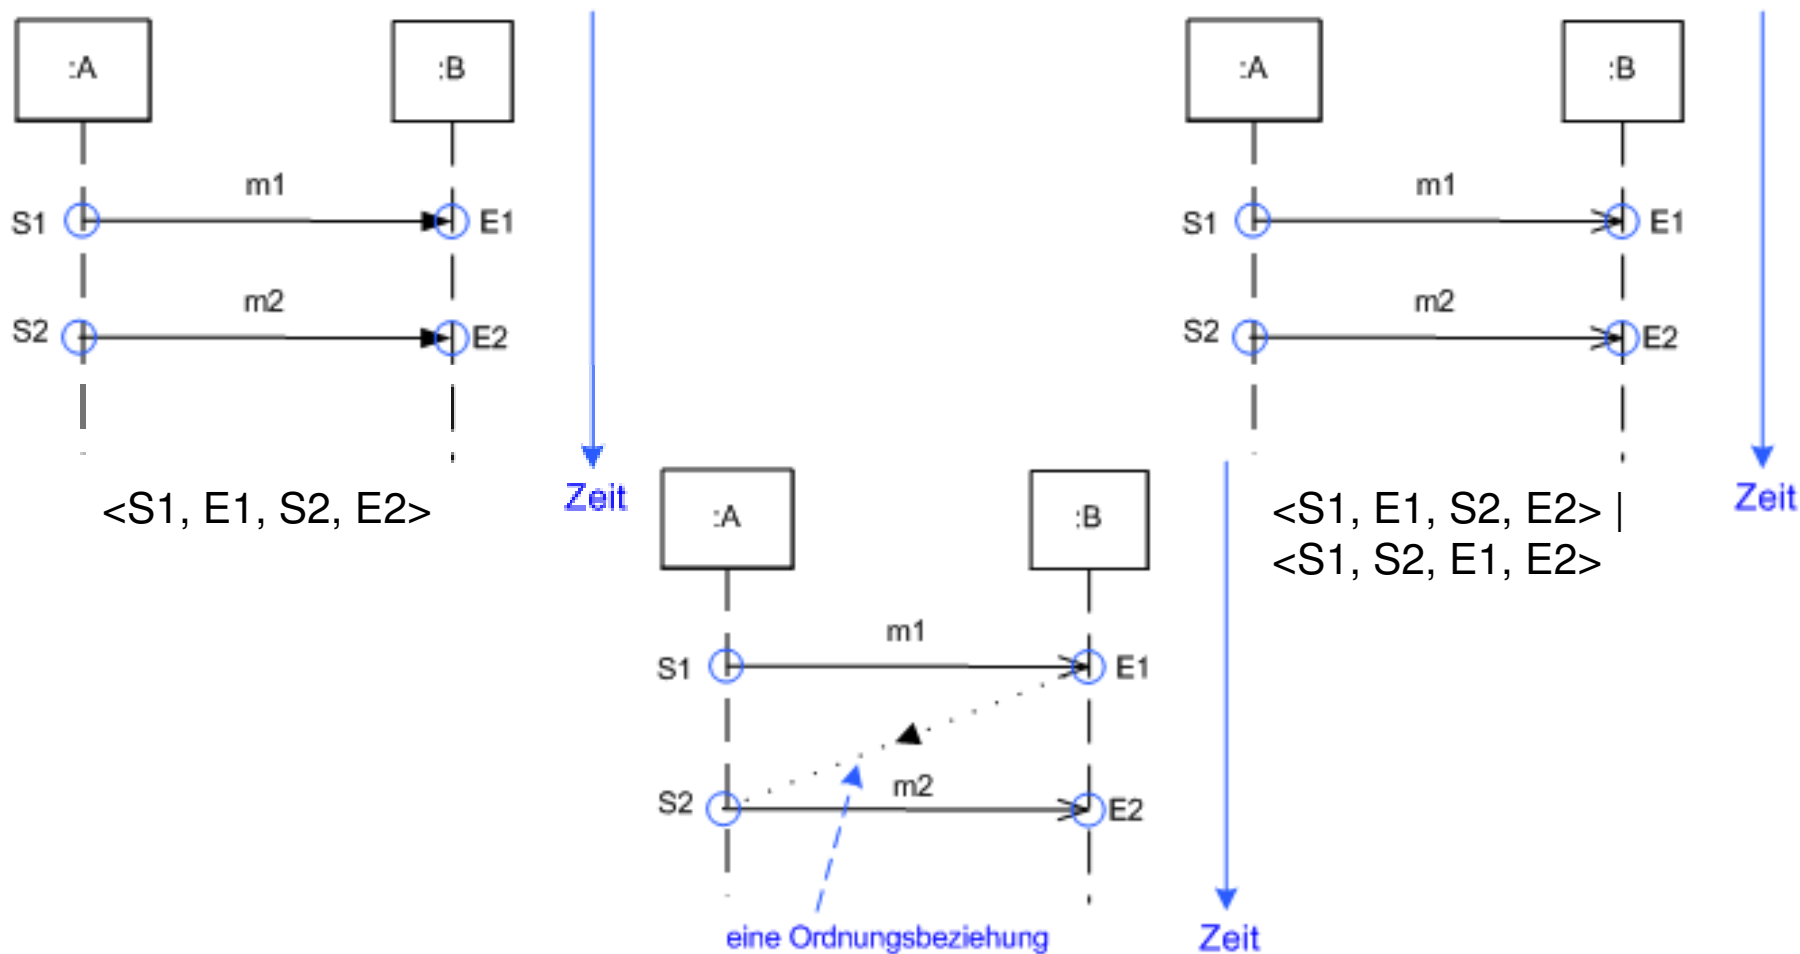 :A
:B
m1
S1
E1
m2
S2
E2
<S1, E1, S2, E2>
Zeit
:A
:B
m1
S1
E1
m2
S2
E2
<S1, E1, S2, E2> |
<S1, S2, E1, E2>
Zeit
:A
:B
m1
S1
E1
m2
S2
E2
eine Ordnungsbeziehung
Zeit